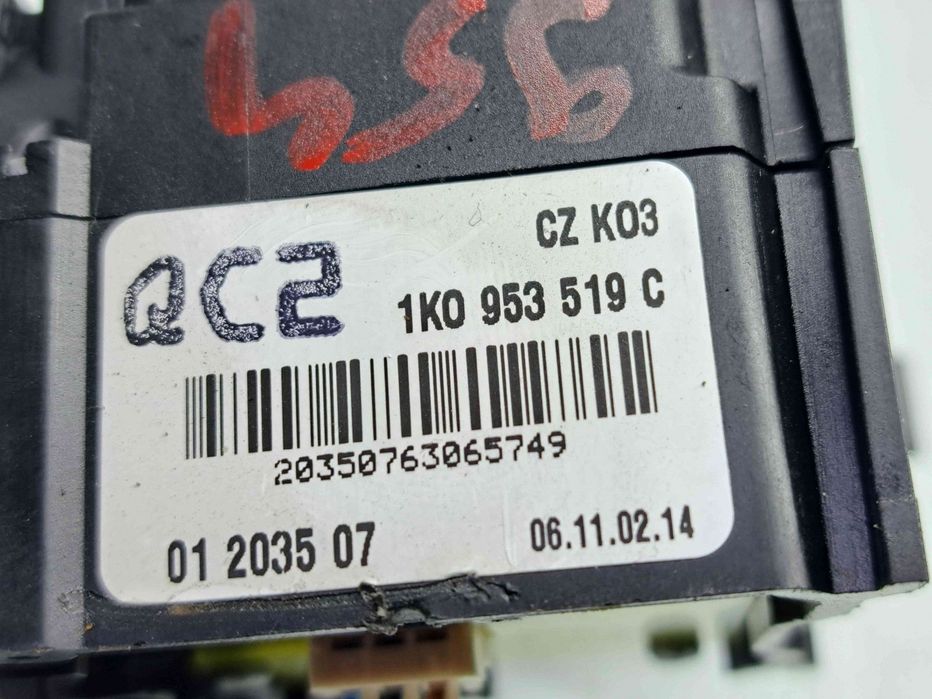 CZ K03
QC2
1K0 953 519 C
20350763065749
01 2035 07
06.11.02.14